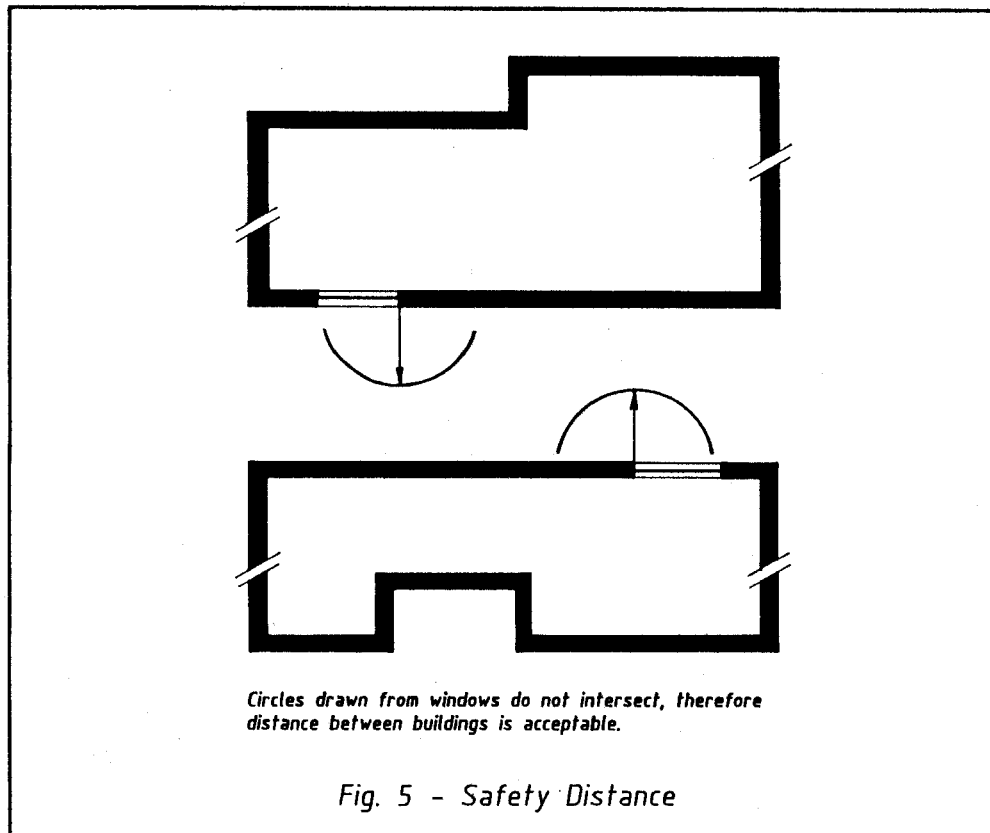 Circles drawn from windows do not intersect, therefore
distance between buildings is acceptable.
Fig. 5 - Safety Distance